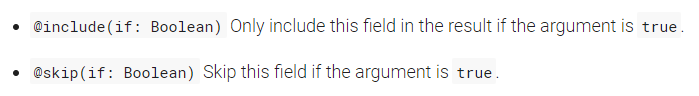 • @include(if: Boolean) Only include this field in the result if the argument is true.
• @skip(if: Boolean) Skip this field if the argument is true.